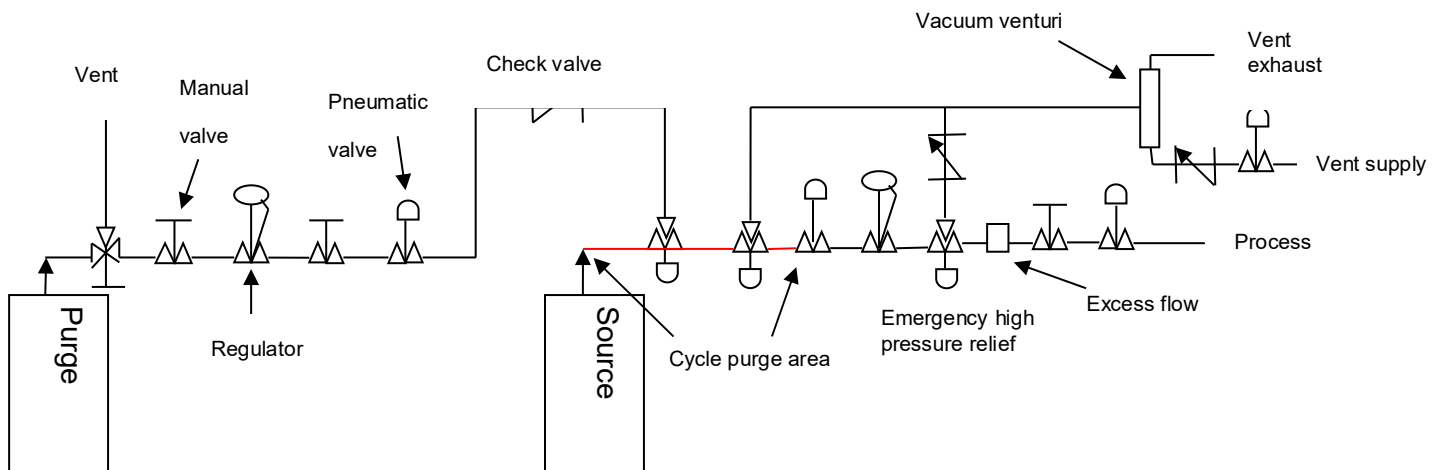 Vacuum venturi
Vent
exhaust
Check valve
Vent
Manual
valve
Pneumatic
valve
Vent supply
Process
Purge
Source
Regulator
Cycle purge area
Emergency high
pressure relief
Excess flow